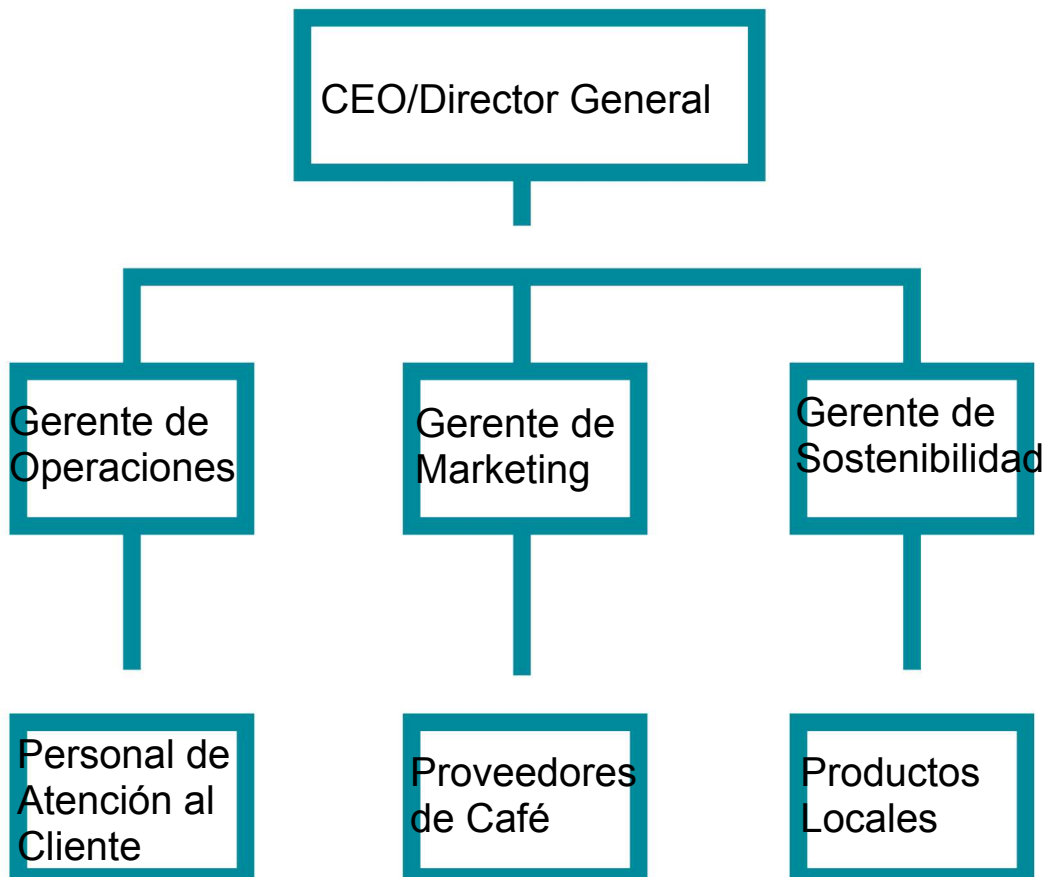 CEO/Director General
Gerente de
Operaciones
Gerente de
Marketing
Gerente de
Sostenibilidad
Personal de
Atención al
Cliente
Proveedores
de Café
Productos
Locales